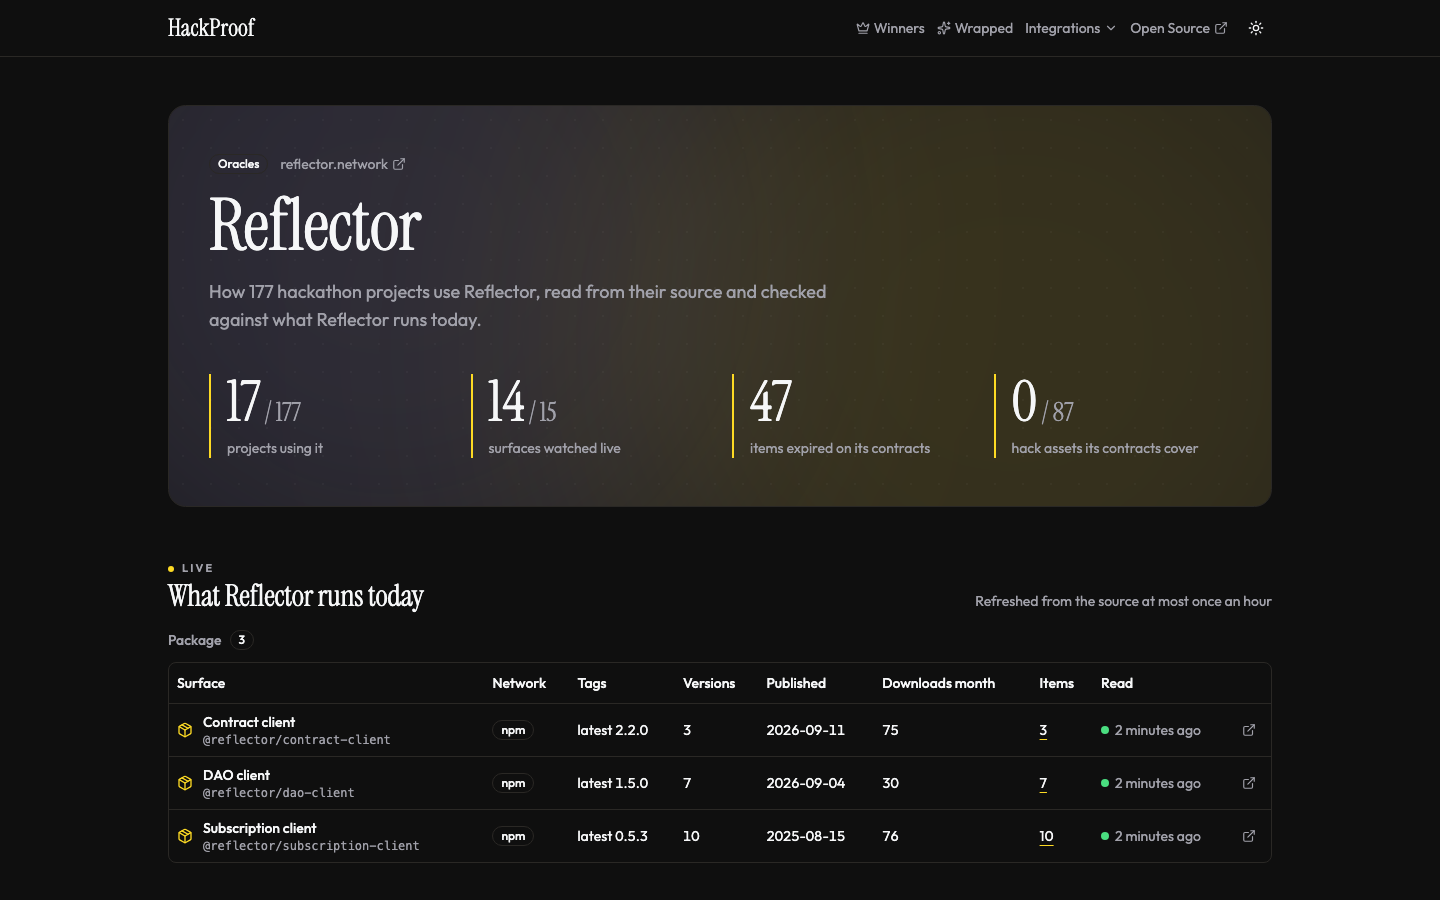 HackProof
Winners
Wrapped
Integrations
Open Source
Oracles
reflector.network
Reflector
How 177 hackathon projects use Reflector, read from their source and checked
against what Reflector runs today.
17 / 177
projects using it
14 / 15
surfaces watched live
47
items expired on its contracts
0 / 87
hack assets its contracts cover
LIVE
What Reflector runs today
Refreshed from the source at most once an hour
Package 3
Surface Network Tags Versions Published Downloads month Items Read
Contract client
@reflector/contract-client
npm latest 2.2.0 3 2026-09-11 75 3 2 minutes ago
DAO client
@reflector/dao-client
npm latest 1.5.0 7 2026-09-04 30 7 2 minutes ago
Subscription client
@reflector/subscription-client
npm latest 0.5.3 10 2025-08-15 76 10 2 minutes ago